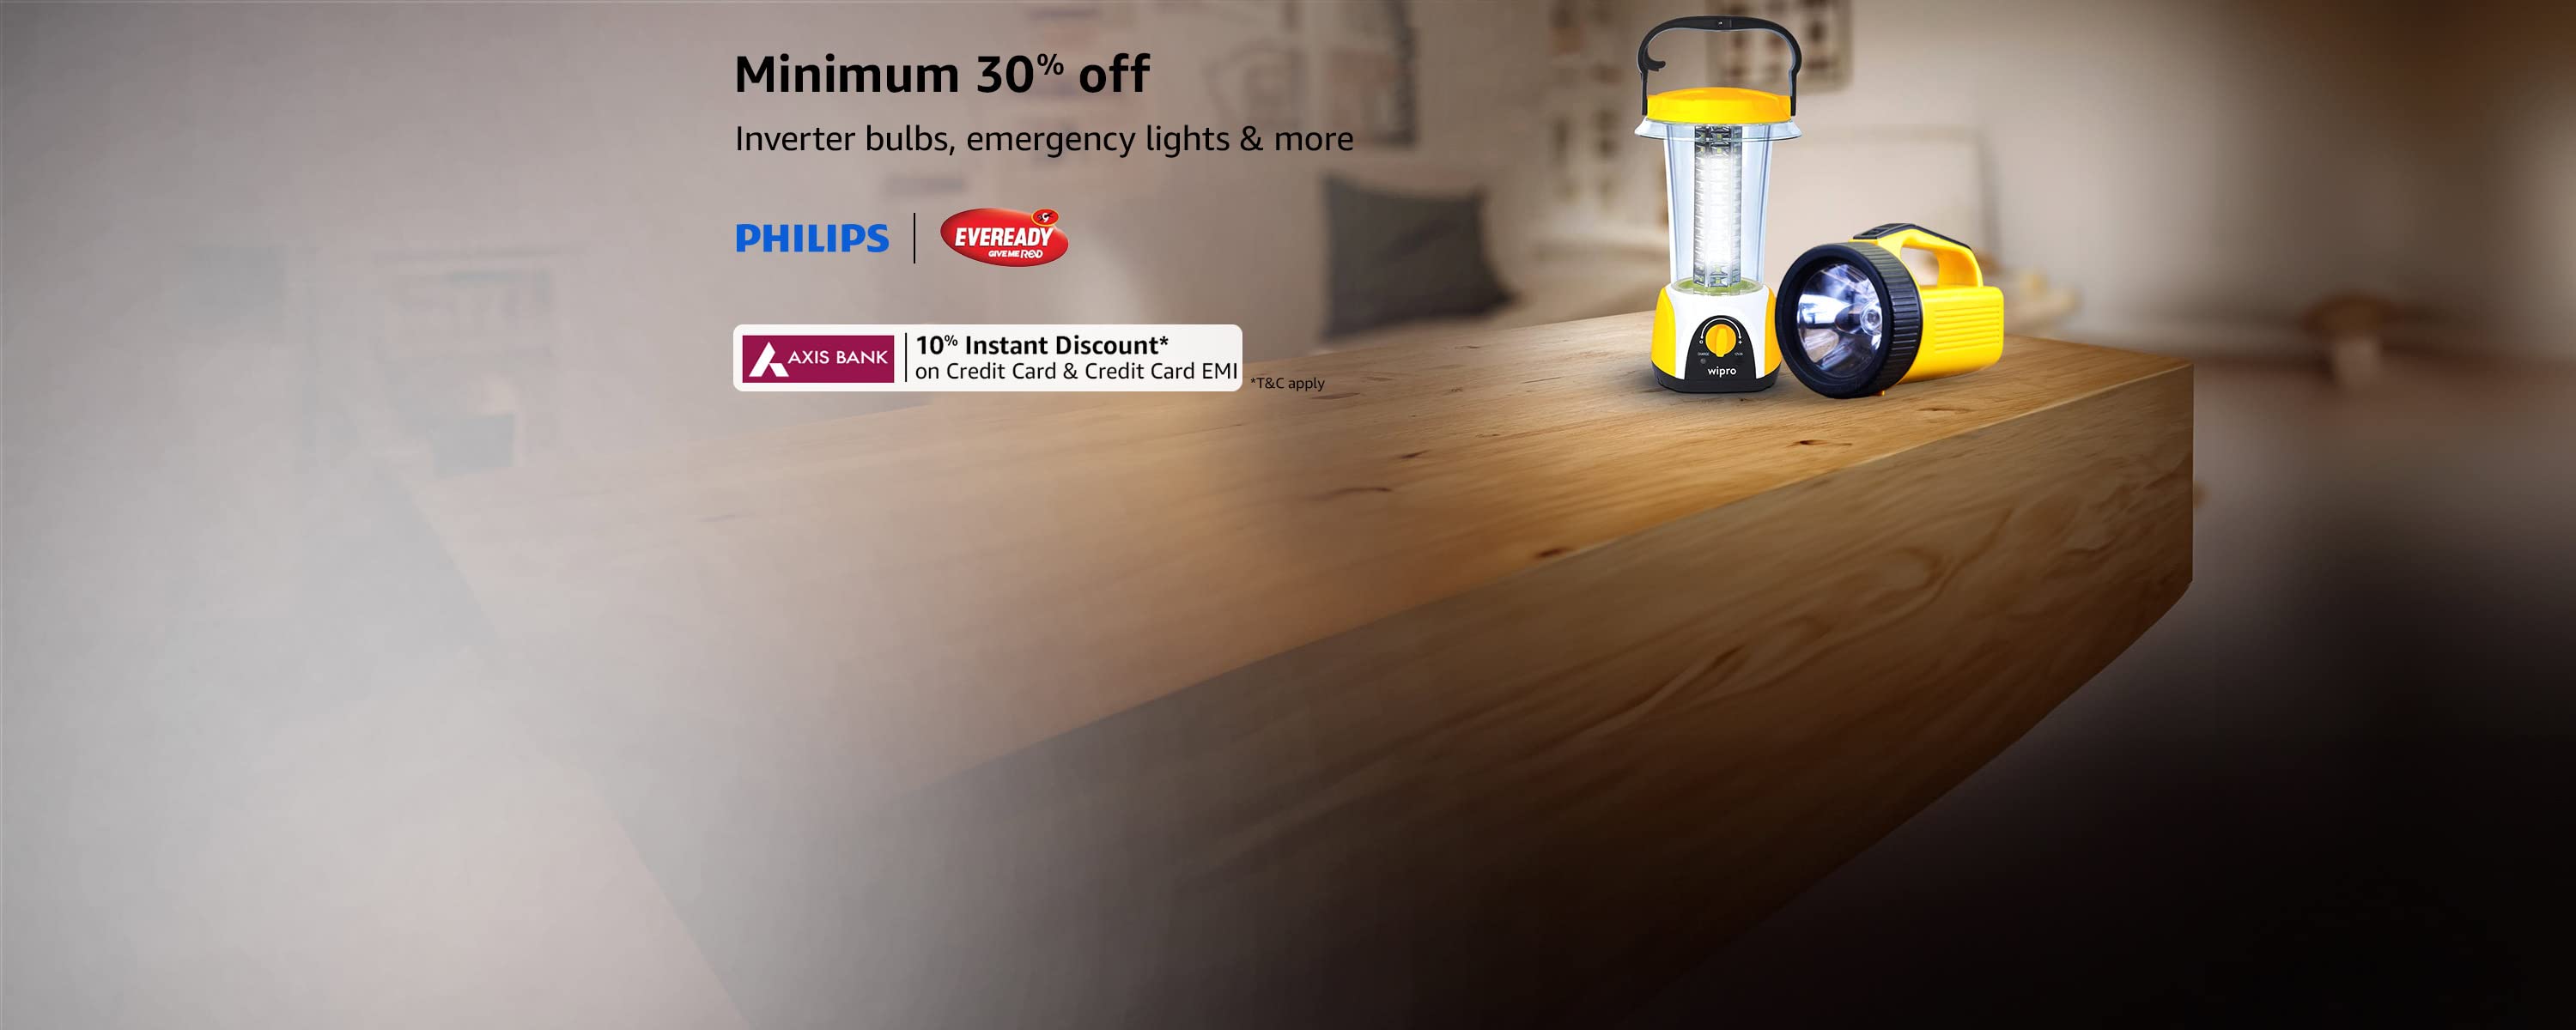 Minimum 30% off
Inverter bulbs, emergency lights & more
PHILIPS
EVEREADY
GIVE ME RED
AXIS BANK
10% Instant Discount*
on Credit Card & Credit Card EMI
*T&C apply
wipro